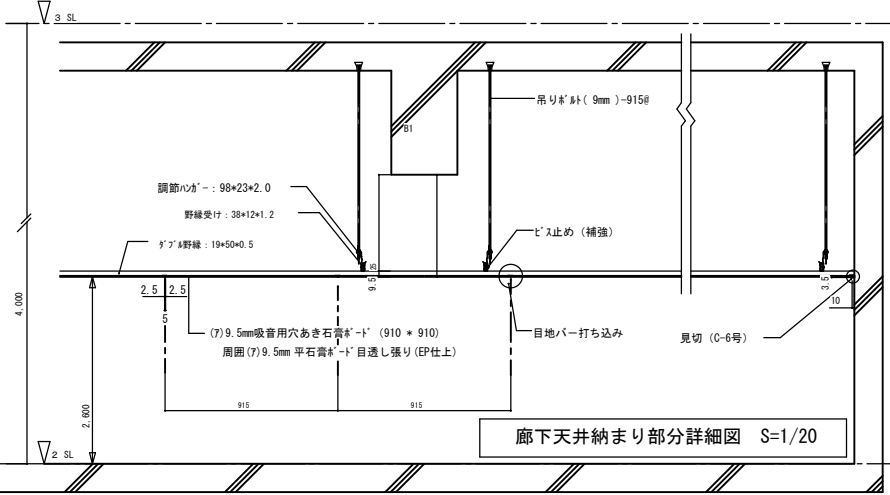 3 SL
吊りボルト( 9mm )-915@
B1
調節ハンガー : 98*23*2.0
野縁受け : 38*12*1.2
ビス止め (補強)
ダブル野縁 : 19*50*0.5
25
9.5
3.5
2.5 2.5
5
10
4,000
(ｱ)9.5mm吸音用穴あき石膏ボード (910 * 910)
周囲(ｱ)9.5mm 平石膏ボード目透し張り(EP仕上)
目地バー打ち込み
見切 (C-6号)
2,600
915
915
廊下天井納まり部分詳細図 S=1/20
2 SL